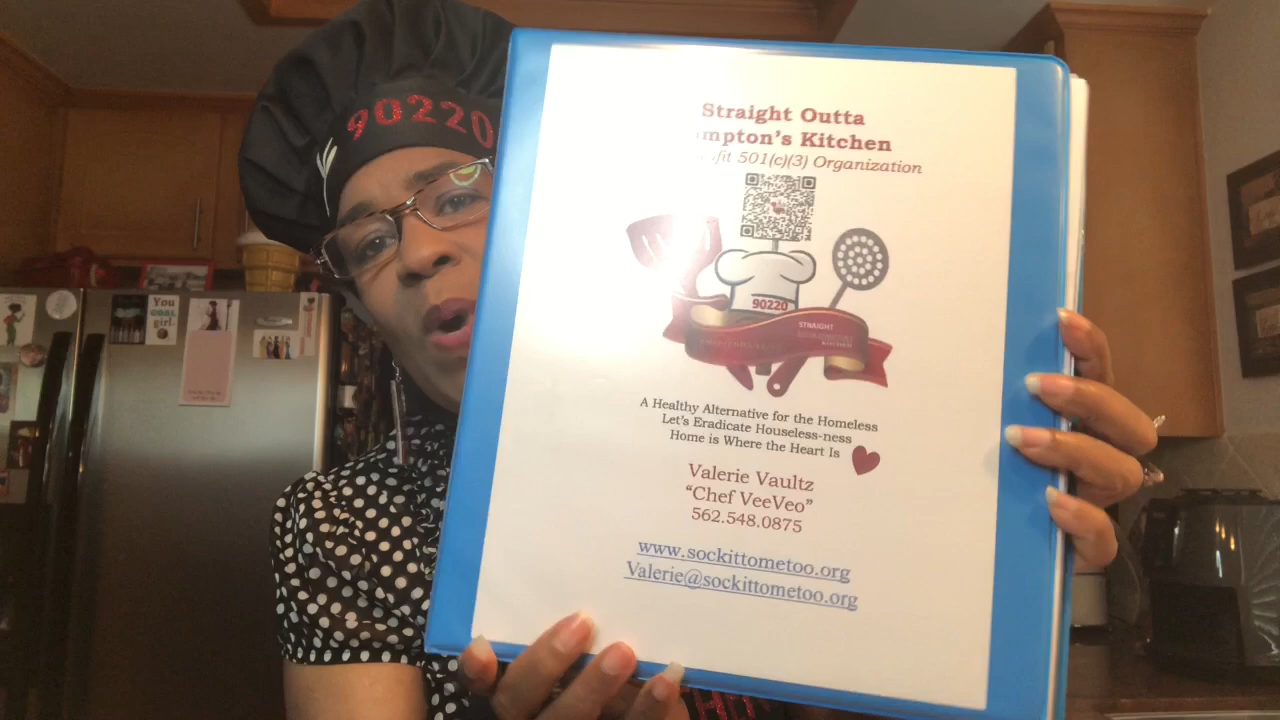 90220
Straight Outta
mpton's Kitchen
fit 501(c)(3) Organization
90220
STRAIGHT
KITCHEN
A Healthy Alternative for the Homeless
Let's Eradicate Houseless-ness
Home is Where the Heart Is
Valerie Vaultz
"Chef VeeVeo"
562.548.0875
www.sockittometoo.org
Valerie@sockittometoo.org
You
GOAL
girl.